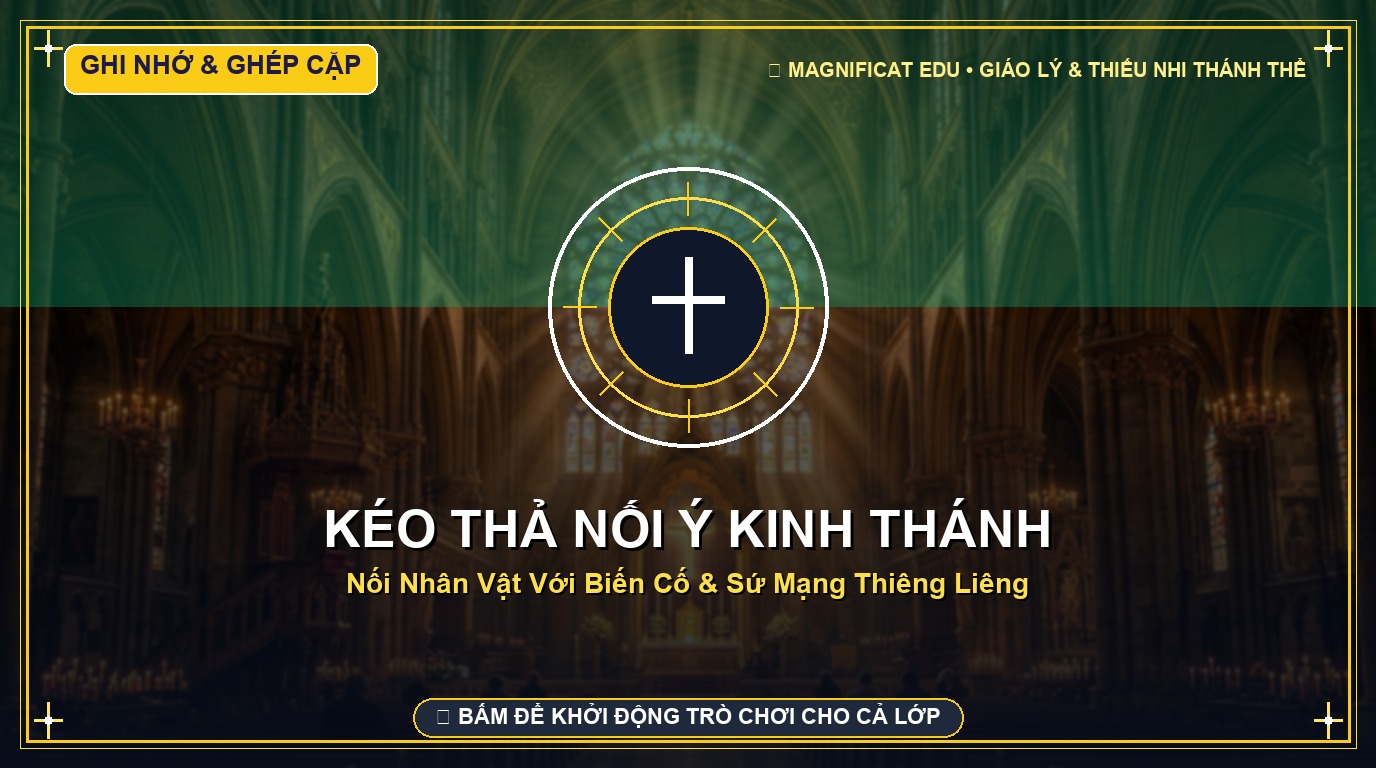 GHI NHỚ & GHÉP CẶP
MAGNIFICAT EDU • GIÁO LÝ & THIẾU NHI THÁNH THỂ
KÉO THẢ NỐI Ý KINH THÁNH
Nối Nhân Vật Với Biến Cố & Sứ Mạng Thiêng Liêng
BẤM ĐỂ KHỞI ĐỘNG TRÒ CHƠI CHO CẢ LỚP